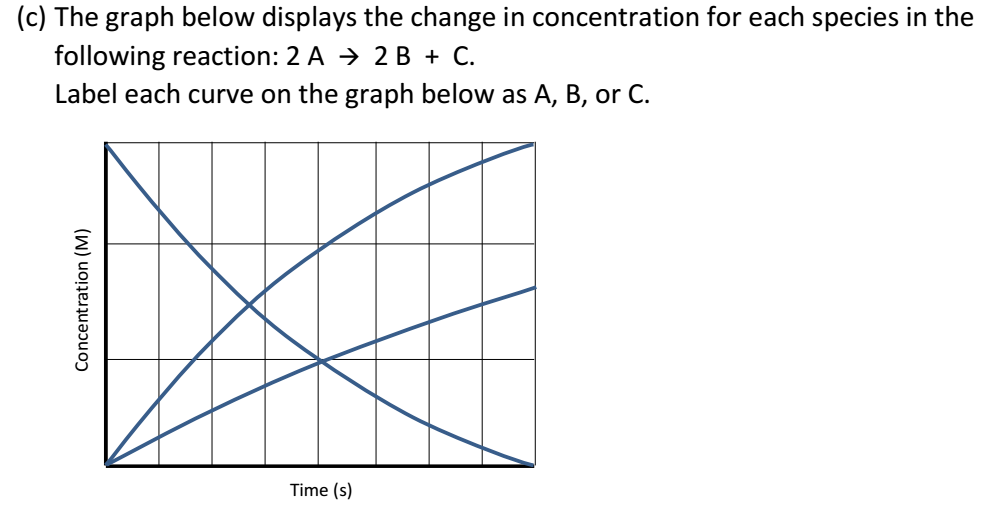 (c) The graph below displays the change in concentration for each species in the
following reaction: 2 A → 2 B + C.
Label each curve on the graph below as A, B, or C.
Concentration (M)
Time (s)